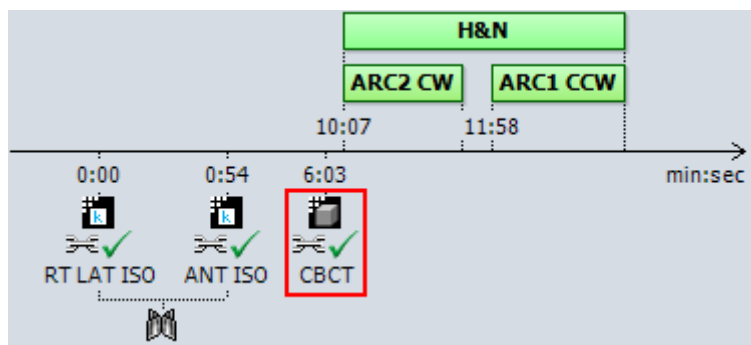 H&N
ARC2 CW ARC1 CCW
10:07 11:58
0:00 0:54 6:03 min:sec
k k
RT LAT ISO ANT ISO CBCT